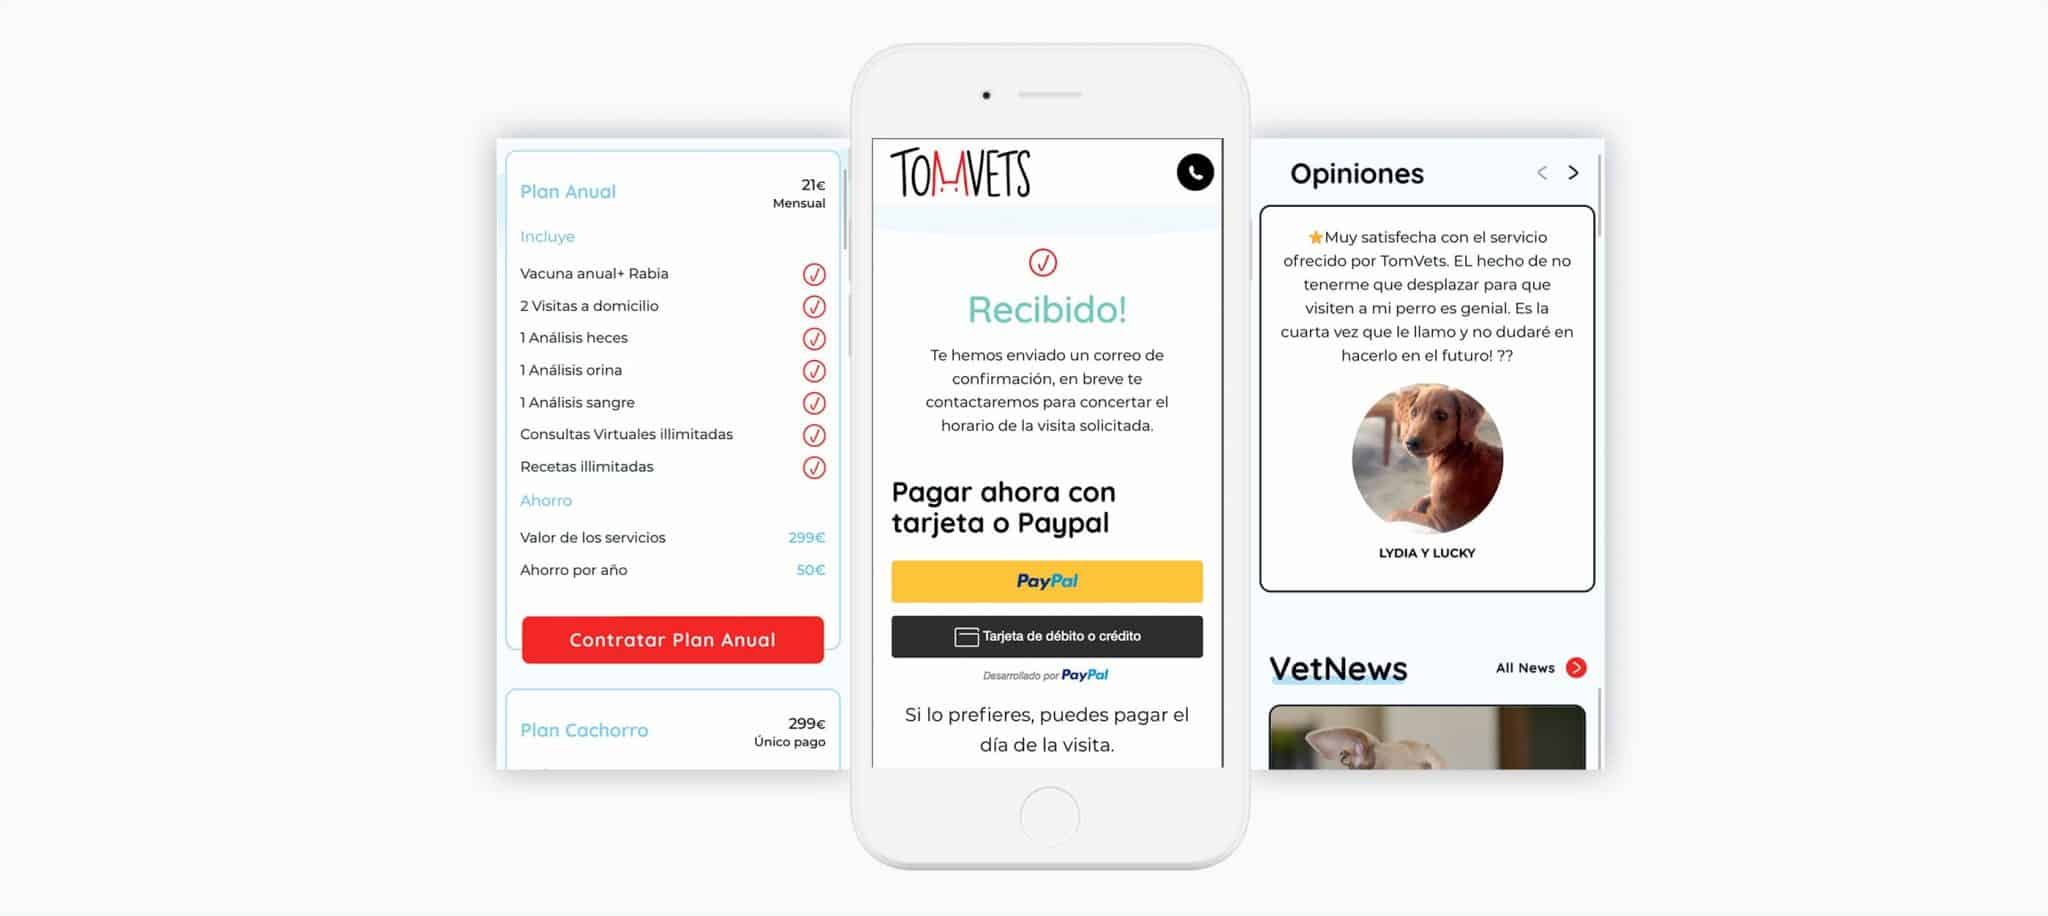 Plan Anual
21€
Mensual
Incluye
Vacuna anual+ Rabia
2 Visitas a domicilio
1 Análisis heces
1 Análisis orina
1 Análisis sangre
Consultas Virtuales illimitadas
Recetas illimitadas
Ahorro
Valor de los servicios 299€
Ahorro por año 50€
Contratar Plan Anual
Plan Cachorro
299€
Único pago
TOMVETS
Recibido!
Te hemos enviado un correo de
confirmación, en breve te
contactaremos para concertar el
horario de la visita solicitada.
Pagar ahora con
tarjeta o Paypal
PayPal
Tarjeta de débito o crédito
Desarrollado por PayPal
Si lo prefieres, puedes pagar el
día de la visita.
Opiniones
Muy satisfecha con el servicio
ofrecido por TomVets. EL hecho de no
tenerme que desplazar para que
visiten a mi perro es genial. Es la
cuarta vez que le llamo y no dudaré en
hacerlo en el futuro! ??
LYDIA Y LUCKY
VetNews
All News